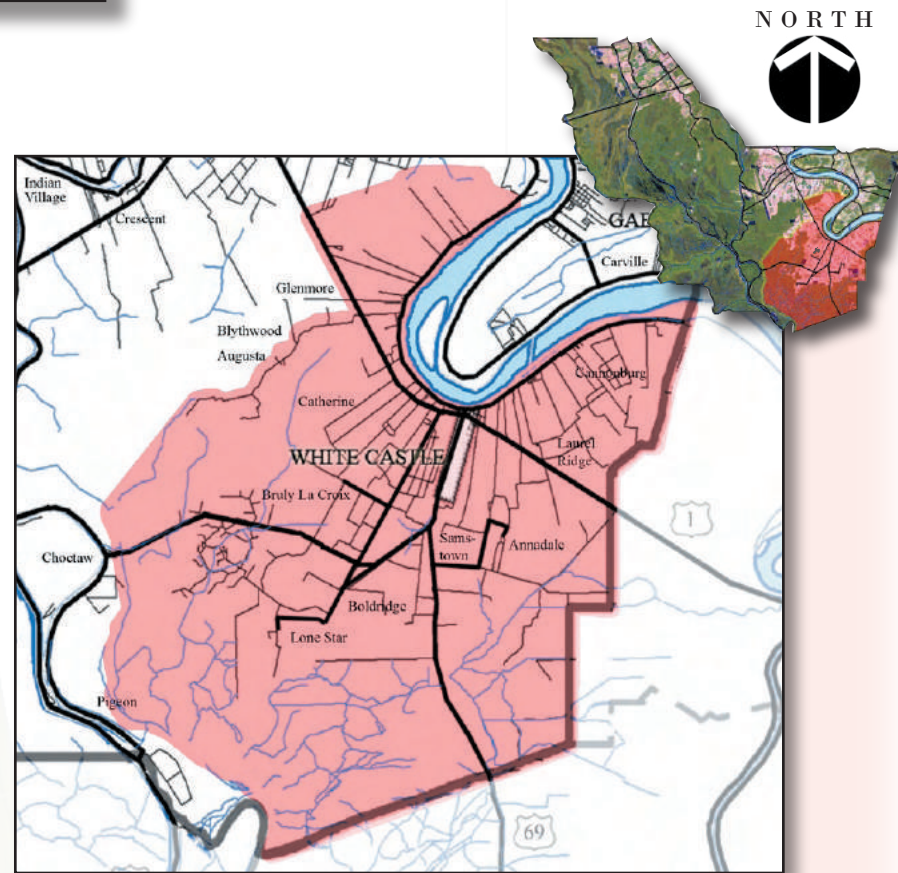 NORTH
Indian
Village
Crescent
GAB
Carville
Glenmore
Blythwood
Augusta
Cannonburg
Catherine
Laurel
Ridge
WHITE CASTLE
Bruly La Croix
1
Sams-
town
Annadale
Choctaw
Boldridge
Lone Star
Pigeon
69